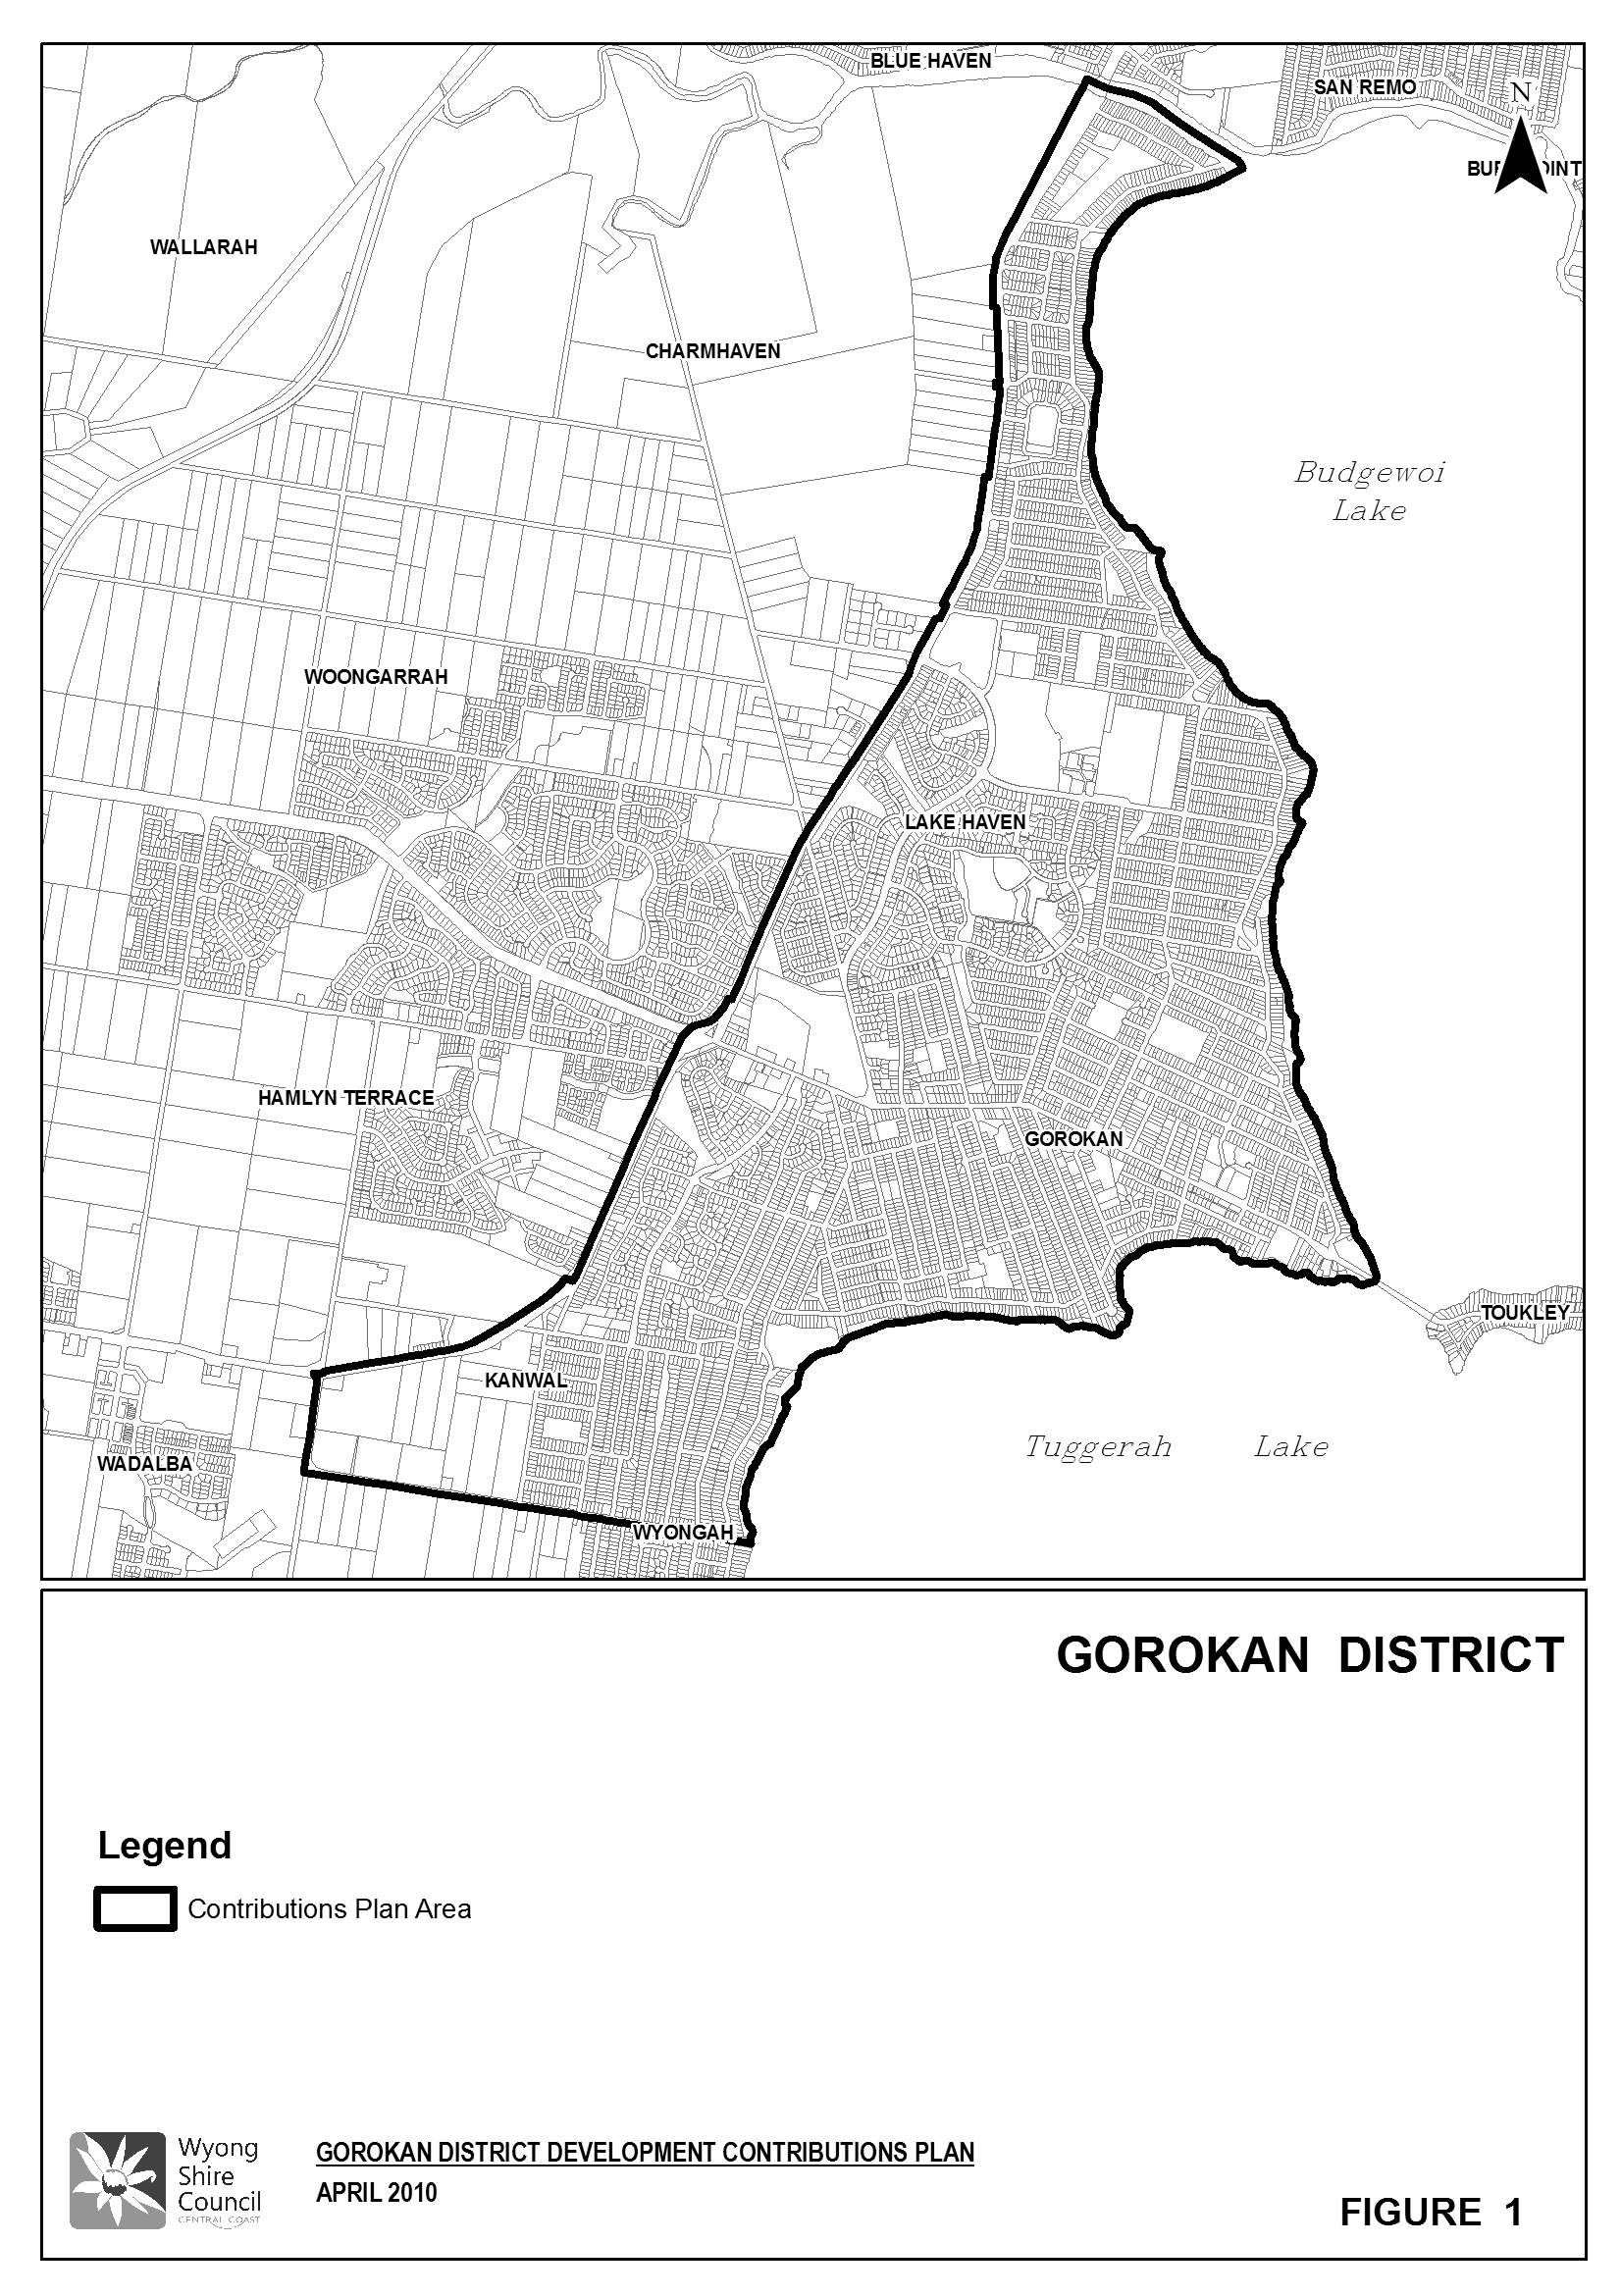 BLUE HAVEN
SAN REMO
N
WALLARAH
CHARMHAVEN
Budgewoi
Lake
WOONGARRAH
LAKE HAVEN
HAMLYN TERRACE
GOROKAN
TOUKLEY
KANWAL
Tuggerah Lake
WADALBA
WYONGAH
GOROKAN DISTRICT
Legend
Contributions Plan Area
Wyong
Shire
Council
CENTRAL COAST
GOROKAN DISTRICT DEVELOPMENT CONTRIBUTIONS PLAN
APRIL 2010
FIGURE 1